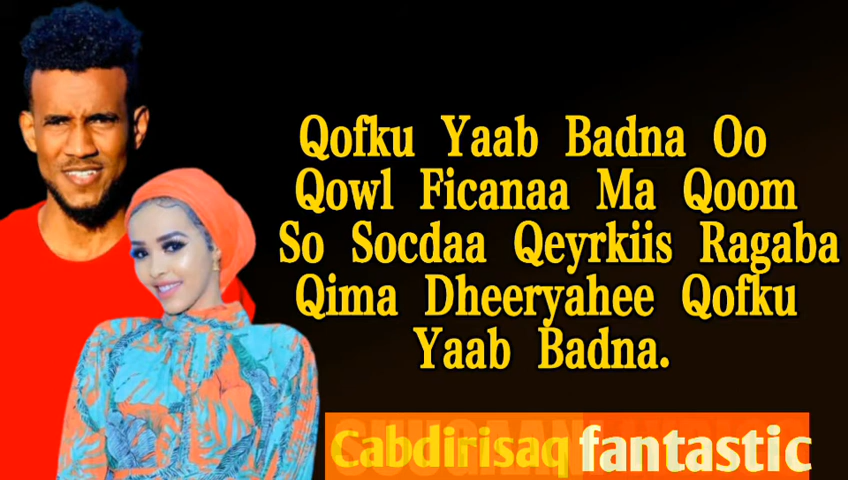 Qofku Yaab Badna Oo
Qowl Ficanaa Ma Qoom
So Socdaa Qeyrkiis Ragaba
Qima Dheeryahee Qofku
Yaab Badna.
Cabdirisaq fantastic